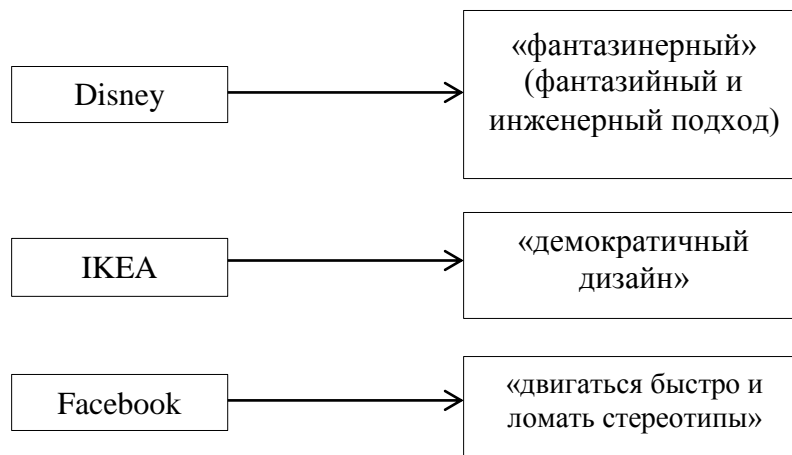 Disney
«фантазинерный»
(фантазийный и
инженерный подход)
IKEA
«демократичный
дизайн»
Facebook
«двигаться быстро и
ломать стереотипы»